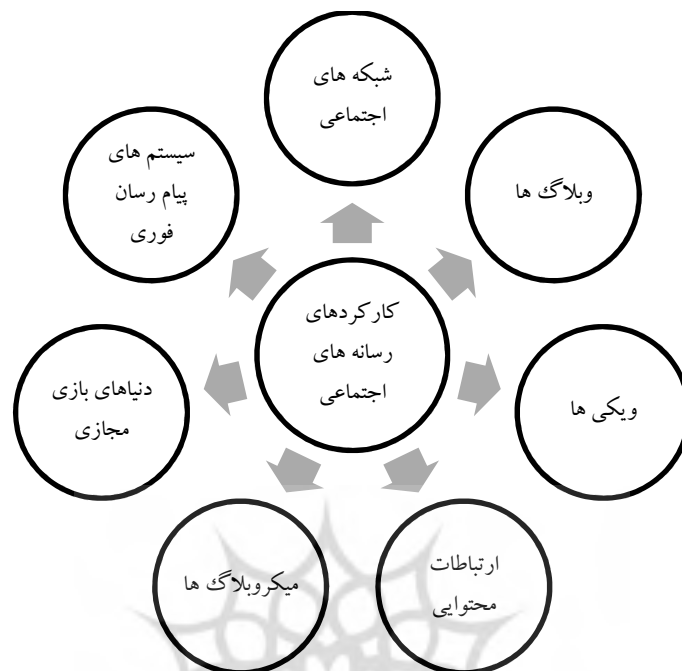 شبکه های
اجتماعی
وبلاگ ها
ویکی ها
ارتباطات
محتوایی
میکروبلاگ ها
دنیاهای بازی
مجازی
سیستم های
پیام رسان
فوری
کارکردهای
رسانه های
اجتماعی